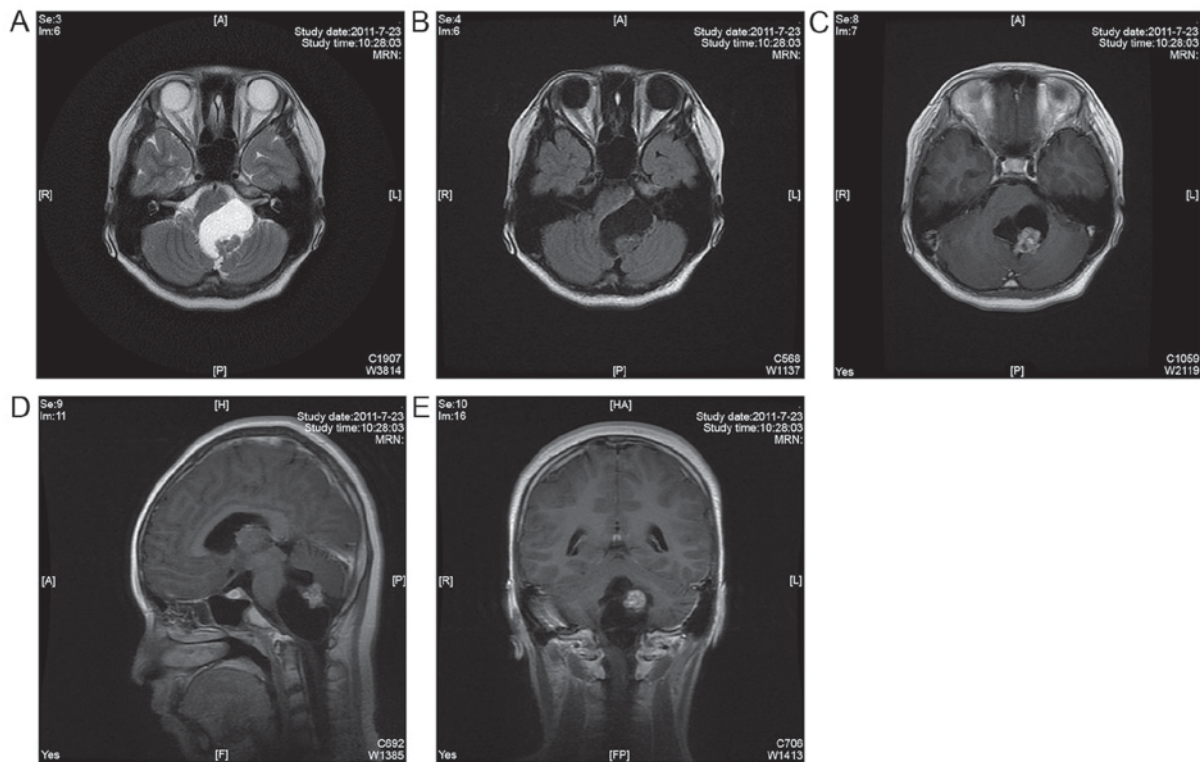 A
Se:3
Im:6
[A]
Study date:2011-7-23
Study time:10:28:03
MRN:
[R]
[L]
[P]
C1907
W3814
B
Se:4
Im:6
[A]
Study date:2011-7-23
Study time:10:28:03
MRN:
[R]
[L]
[P]
C568
W1137
C
Se:8
Im:7
[A]
Study date:2011-7-23
Study time:10:28:03
MRN:
[R]
[L]
Yes
[P]
C1059
W2119
D
Se:9
Im:11
[H]
Study date:2011-7-23
Study time:10:28:03
MRN:
[A]
[P]
Yes
[F]
C692
W1385
E
Se:10
Im:16
[HA]
Study date:2011-7-23
Study time:10:28:03
MRN:
[R]
[L]
Yes
[FP]
C706
W1413